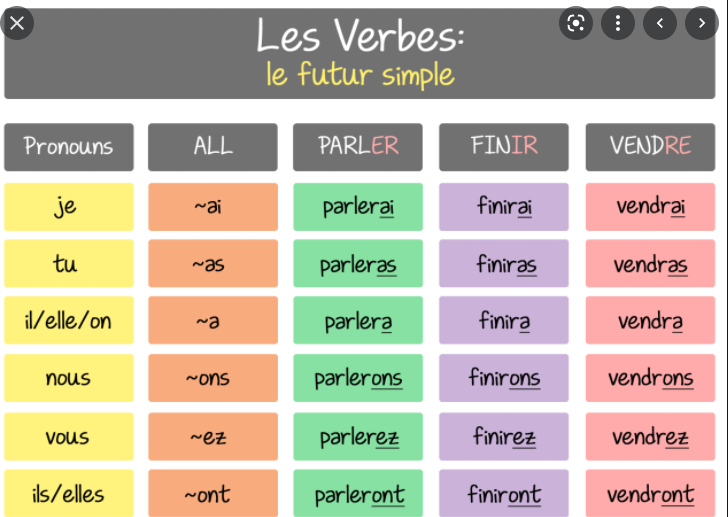 Les Verbes:
le futur simple
Pronouns ALL PARLER FINIR VENDRE
je ~ai parlerai finirai vendrai
tu ~as parleras finiras vendras
il/elle/on ~a parlera finira vendra
nous ~ons parlerons finirons vendrons
vous ~ez parlerez finirez vendrez
ils/elles ~ont parleront finiront vendront